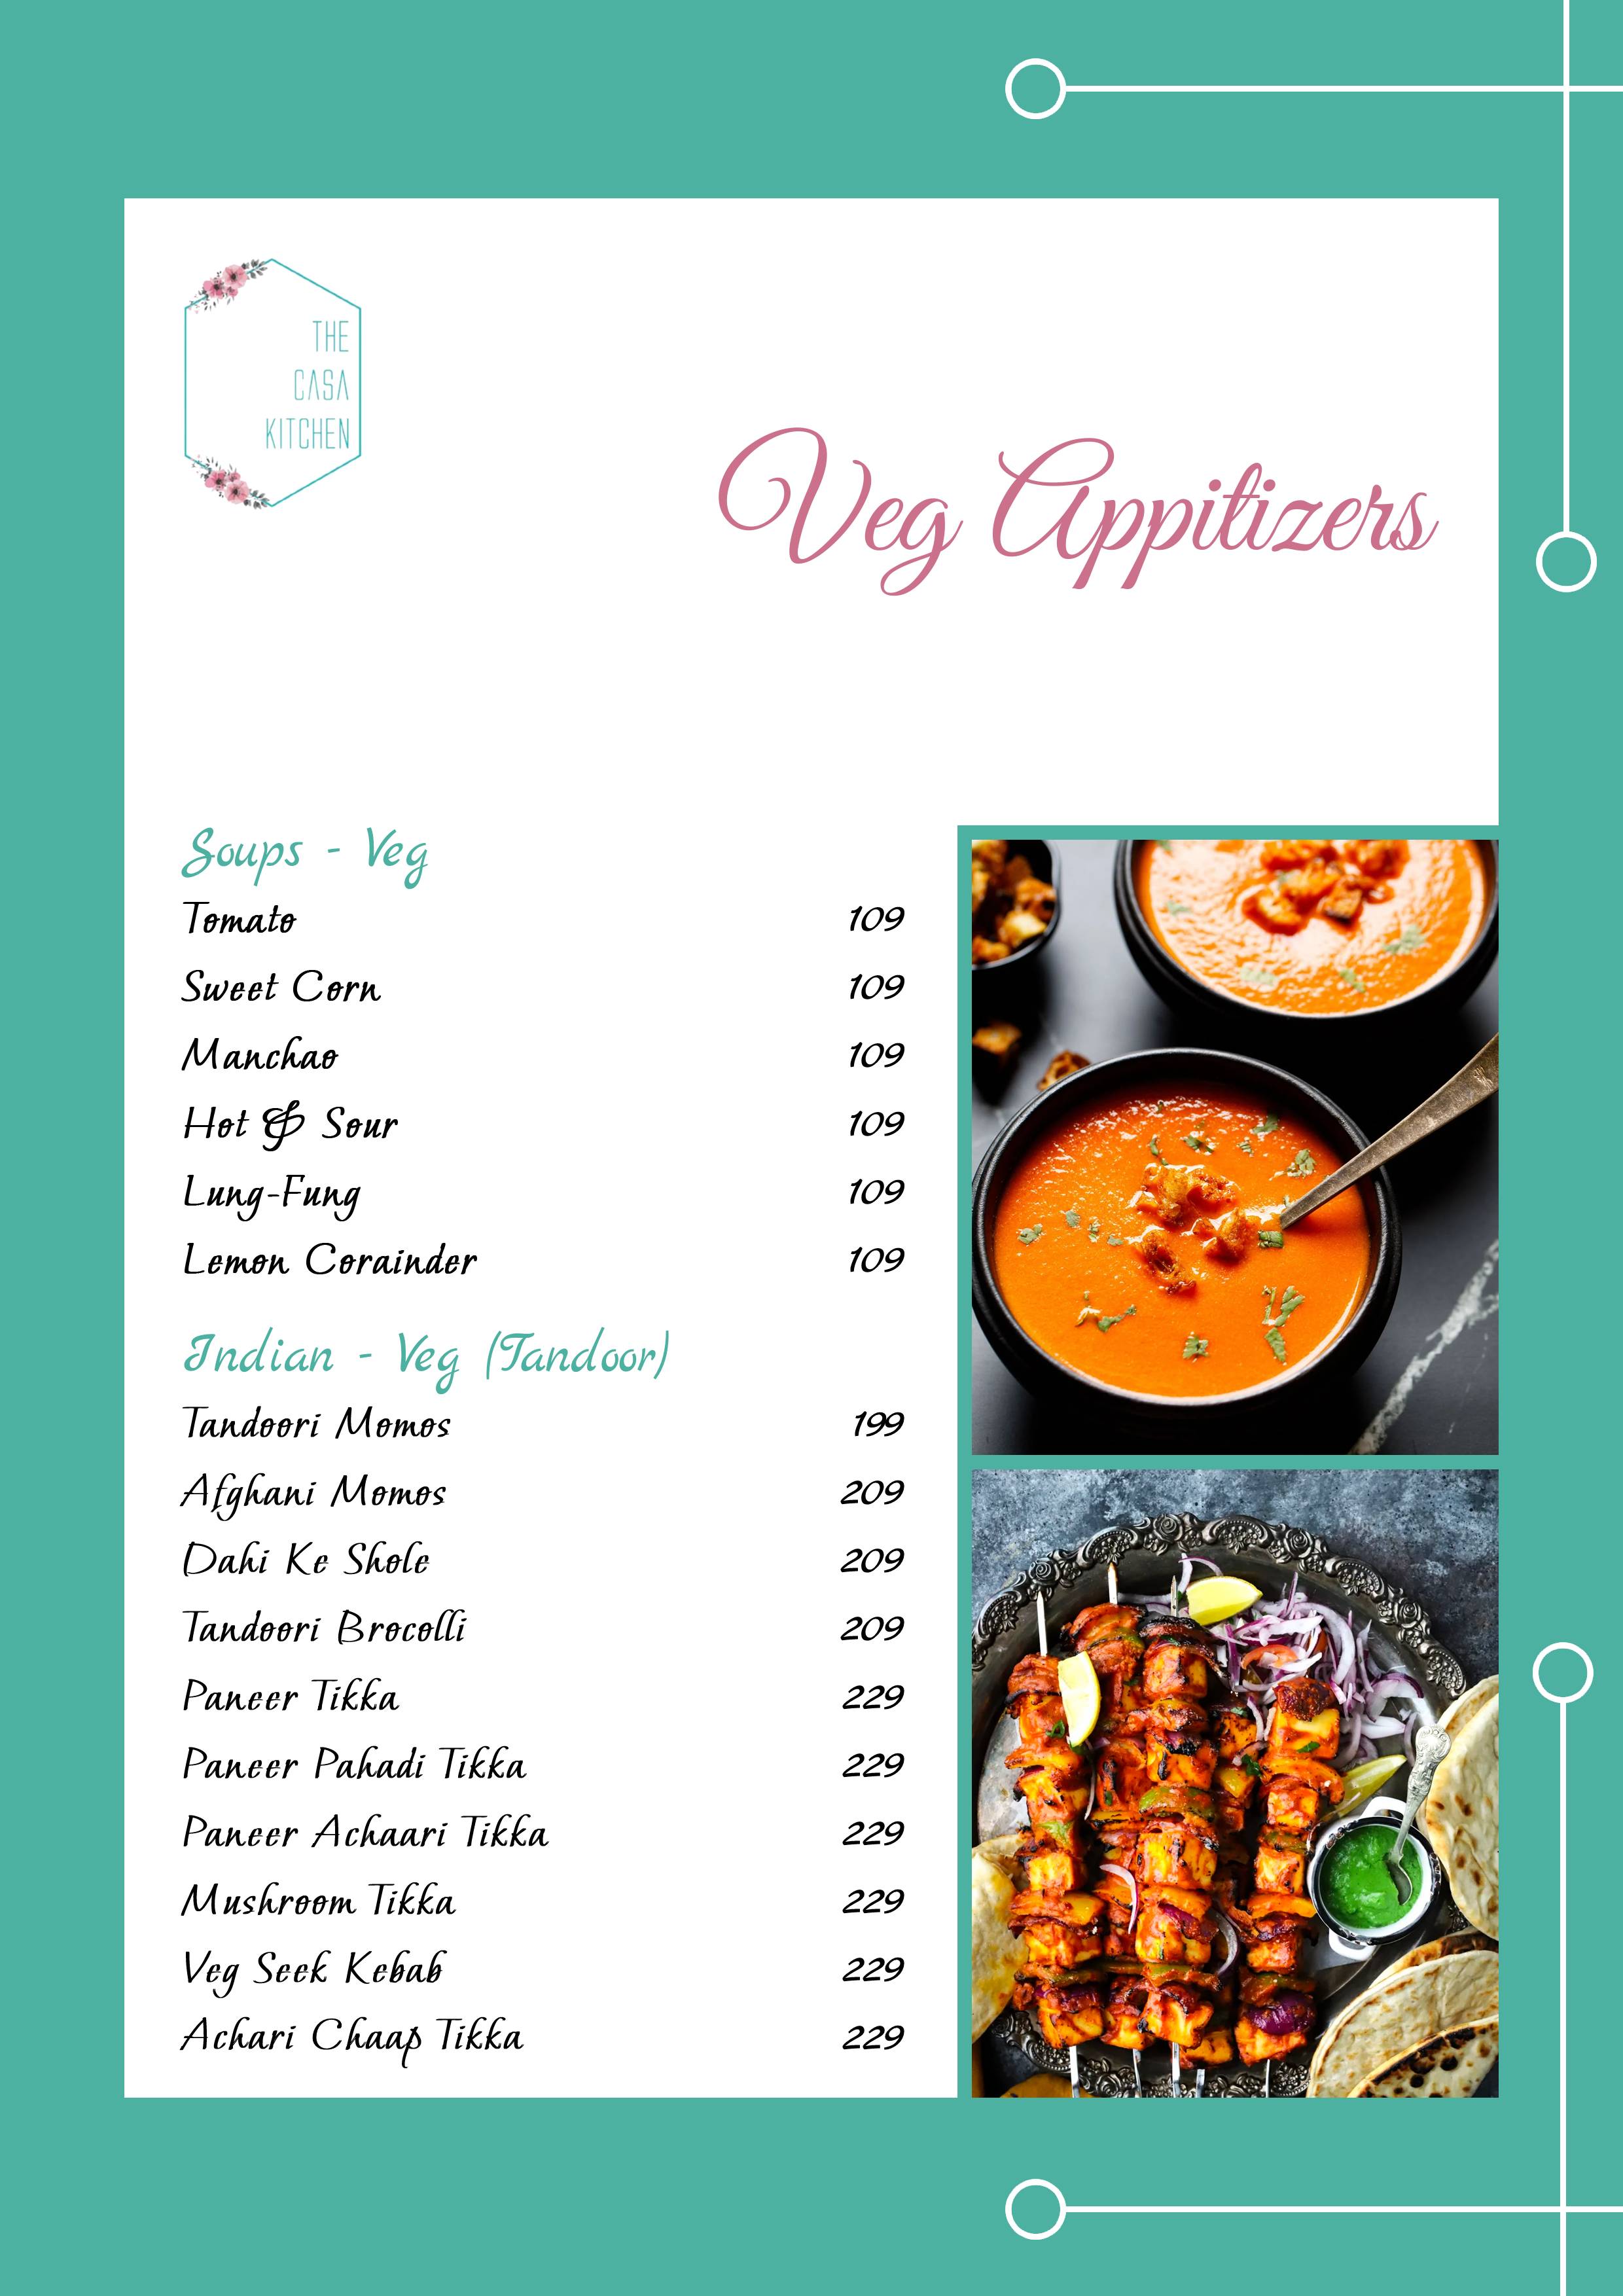 THE
CASA
KITCHEN
Veg Appitizers
Soups - Veg
Tomato 109
Sweet Corn 109
Manchao 109
Hot & Sour 109
Lung-Fung 109
Lemon Corainder 109
Indian - Veg (Tandoor)
Tandoori Momos 199
Afghani Momos 209
Dahi Ke Shole 209
Tandoori Brocolli 209
Paneer Tikka 229
Paneer Pahadi Tikka 229
Paneer Achaari Tikka 229
Mushroom Tikka 229
Veg Seek Kebab 229
Achari Chaap Tikka 229